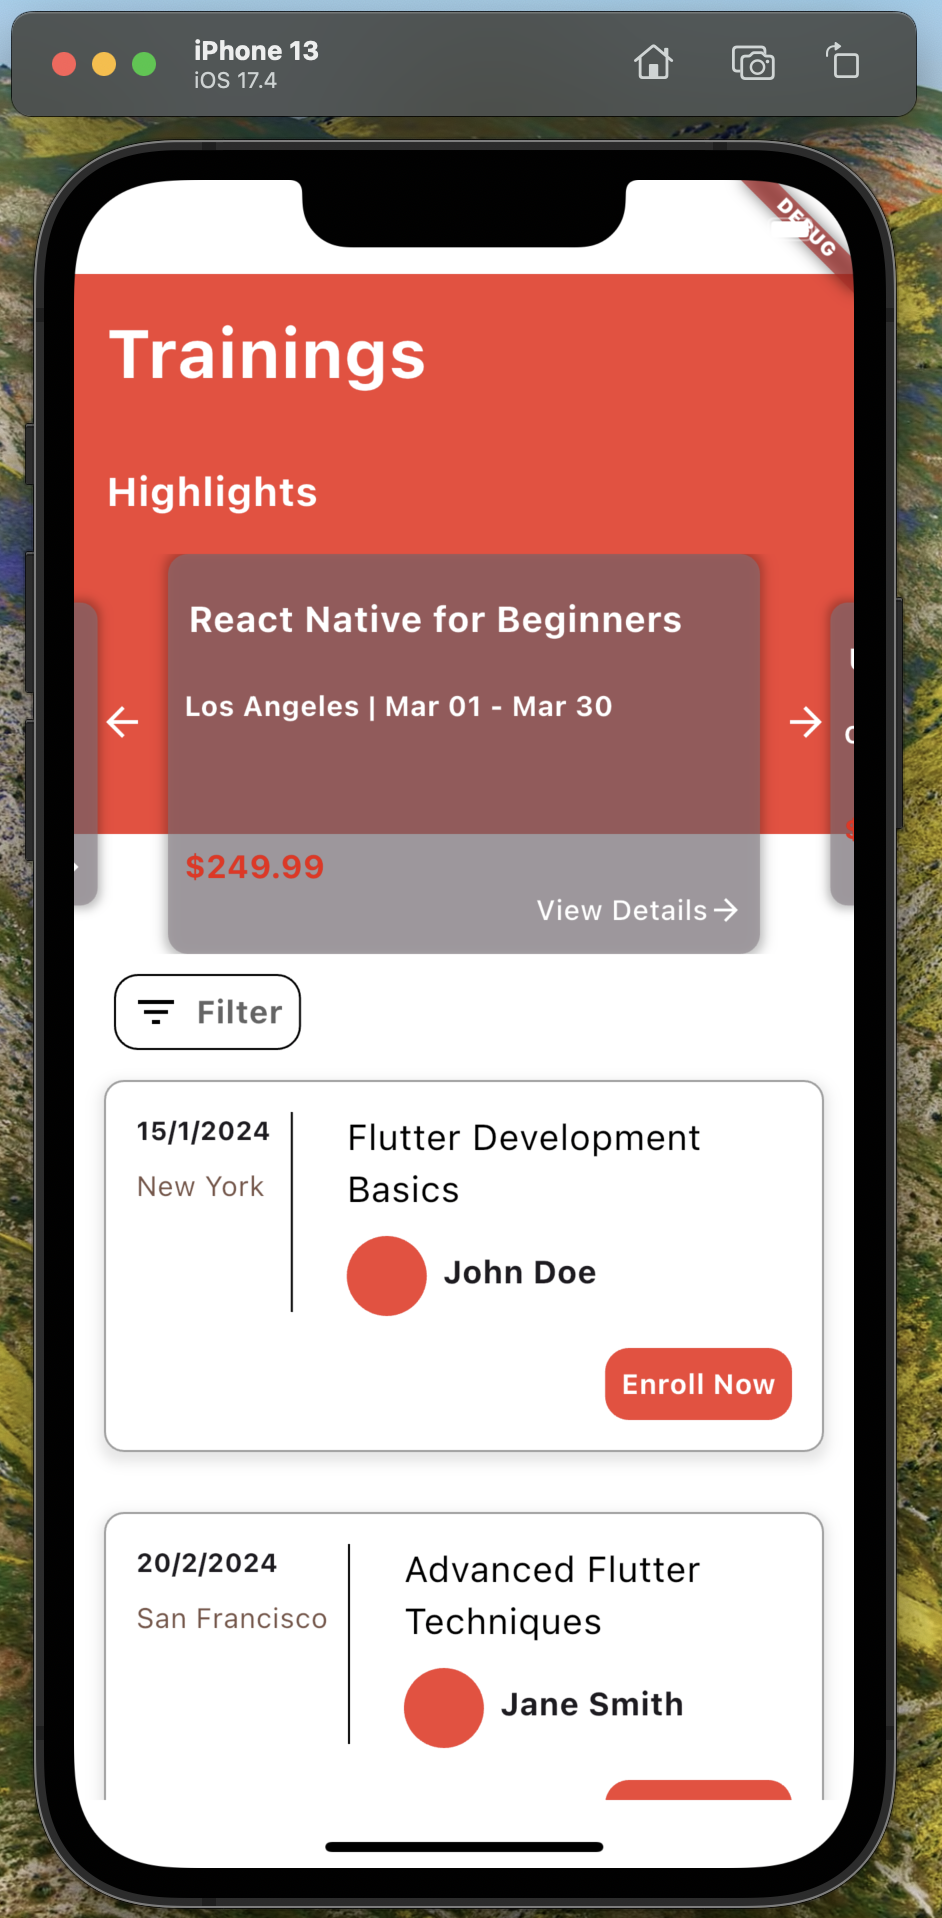 iPhone 13
iOS 17.4
DEBUG
Trainings
Highlights
React Native for Beginners
Los Angeles | Mar 01 - Mar 30
$249.99
View Details
Filter
15/1/2024
New York
Flutter Development
Basics
John Doe
Enroll Now
20/2/2024
San Francisco
Advanced Flutter
Techniques
Jane Smith